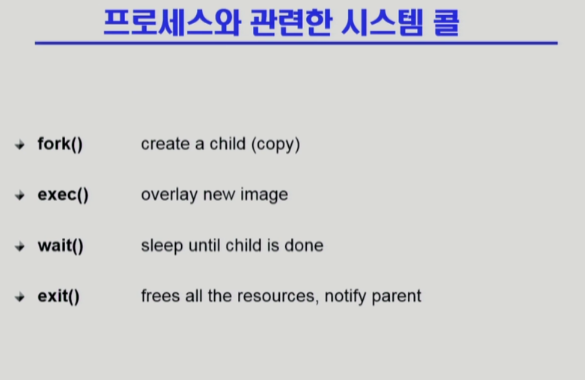 프로세스와 관련한 시스템 콜
fork() create a child (copy)
exec() overlay new image
wait() sleep until child is done
exit() frees all the resources, notify parent